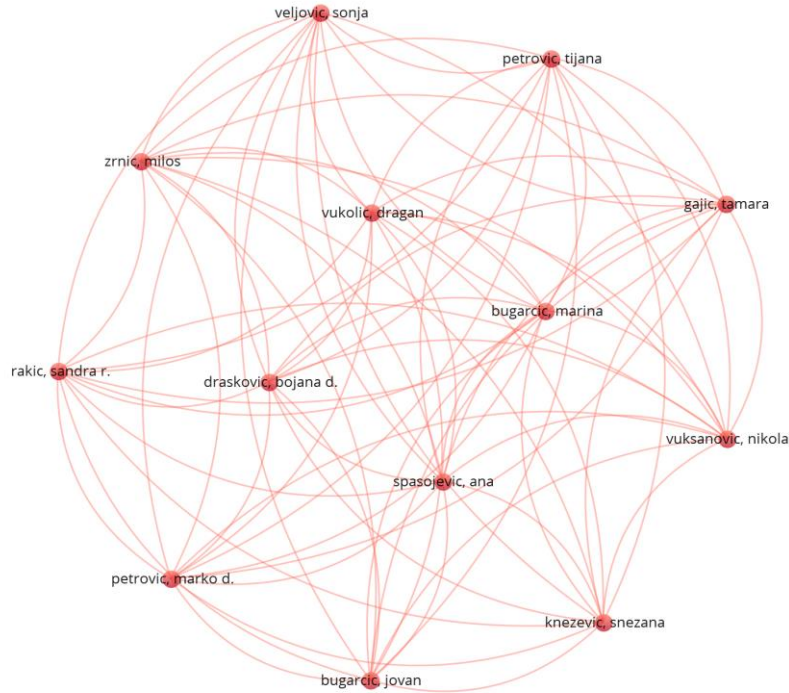 veljovic, sonja
petrovic, tijana
zrnic, milos
gajic, tamara
vukolic, dragan
bugarcic, marina
rakic, sandra r.
draskovic, bojana d.
vuksanovic, nikola
spasojevic, ana
petrovic, marko d.
knezevic, snezana
bugarcic, jovan